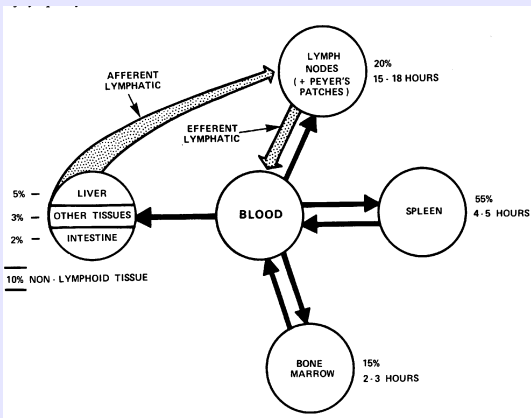 LYMPH
NODES
(+ PEYER'S
PATCHES)
20%
15 - 18 HOURS
AFFERENT
LYMPHATIC
EFFERENT
LYMPHATIC
5% –
LIVER
3% –
OTHER TISSUES
2% –
INTESTINE
10% NON - LYMPHOID TISSUE
BLOOD
SPLEEN
55%
4 - 5 HOURS
BONE
MARROW
15%
2 - 3 HOURS